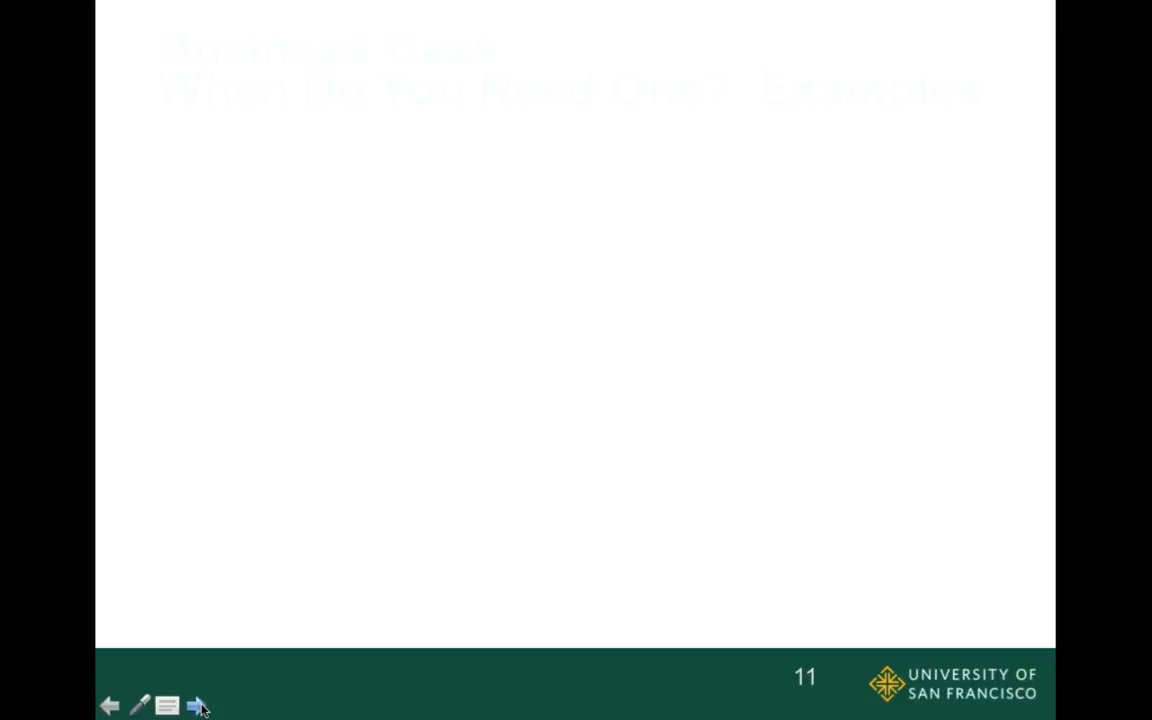 Business Case
When Do You Need One? Examples
11
UNIVERSITY OF
SAN FRANCISCO